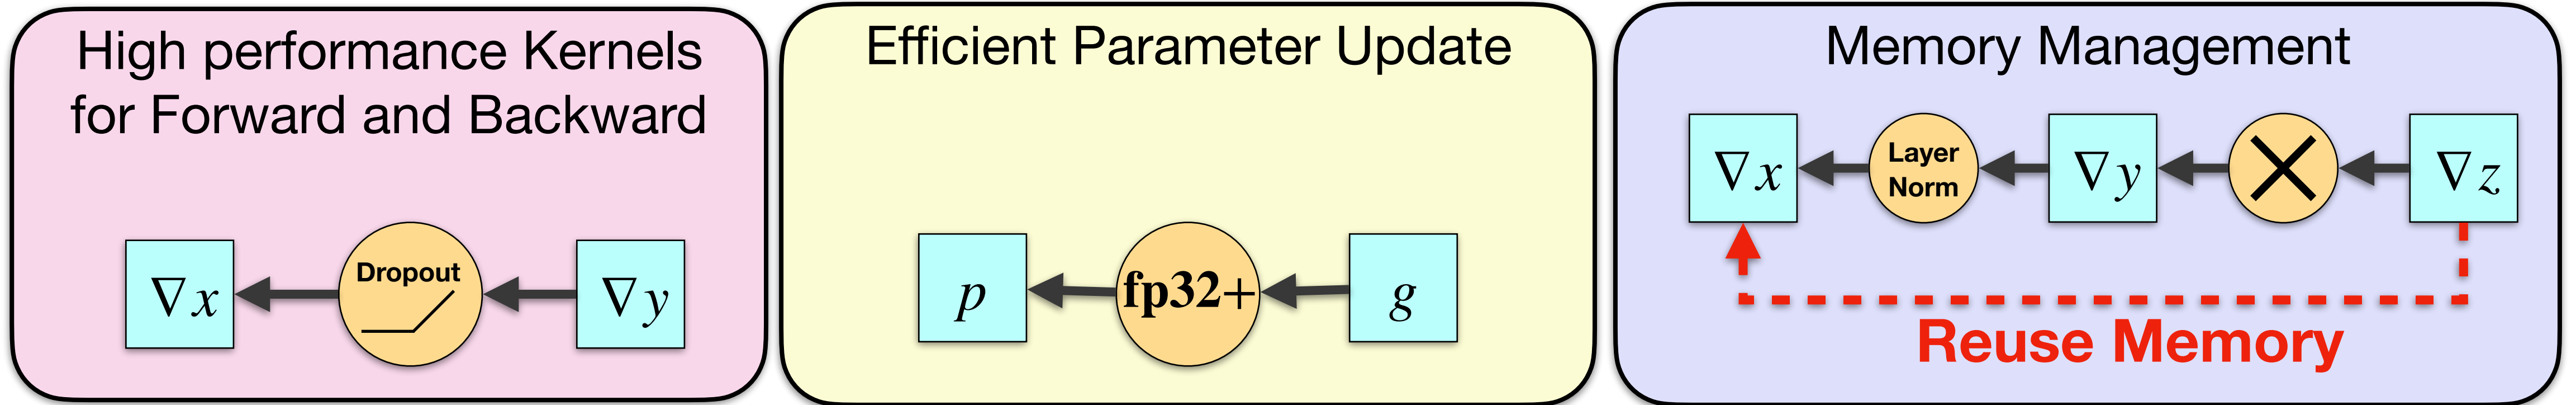 High performance Kernels
for Forward and Backward
∇x
Dropout
∇y
Efficient Parameter Update
p
fp32+
g
Memory Management
∇x
Layer
Norm
∇y
×
∇z
Reuse Memory